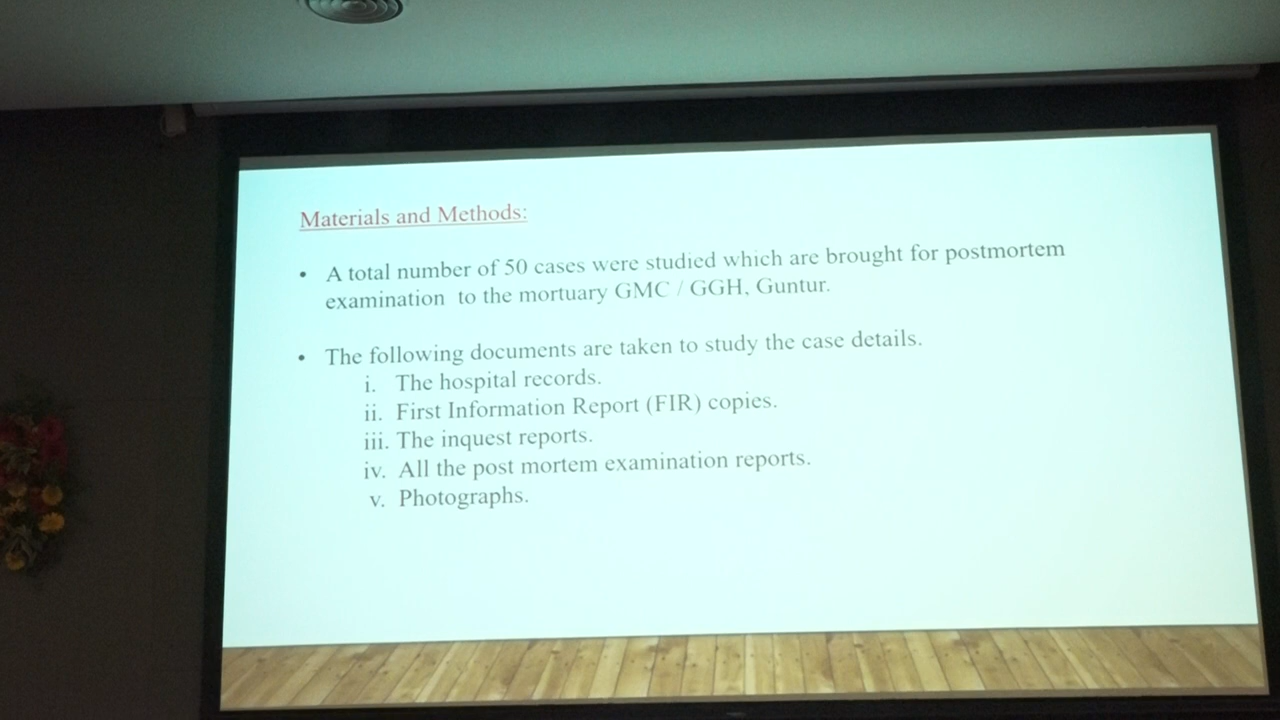 Materials and Methods:
• A total number of 50 cases were studied which are brought for postmortem
examination to the mortuary GMC / GGH, Guntur.
• The following documents are taken to study the case details.
i. The hospital records.
ii. First Information Report (FIR) copies.
iii. The inquest reports.
iv. All the post mortem examination reports.
v. Photographs.